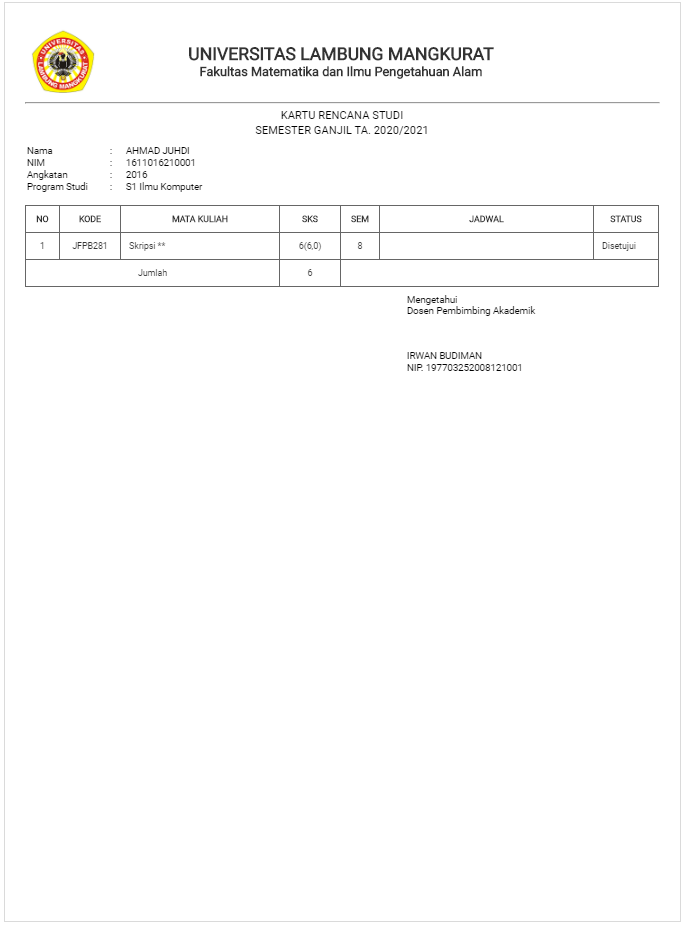 UNIVERSITAS
LAMBUNG MANGKURAT
UNIVERSITAS LAMBUNG MANGKURAT
Fakultas Matematika dan Ilmu Pengetahuan Alam
KARTU RENCANA STUDI
SEMESTER GANJIL TA. 2020/2021
Nama : AHMAD JUHDI
NIM : 1611016210001
Angkatan : 2016
Program Studi : S1 Ilmu Komputer
NO KODE MATA KULIAH SKS SEM JADWAL STATUS
1 JFPB281 Skripsi ** 6(6,0) 8 Disetujui
Jumlah 6
Mengetahui
Dosen Pembimbing Akademik
IRWAN BUDIMAN
NIP. 197703252008121001